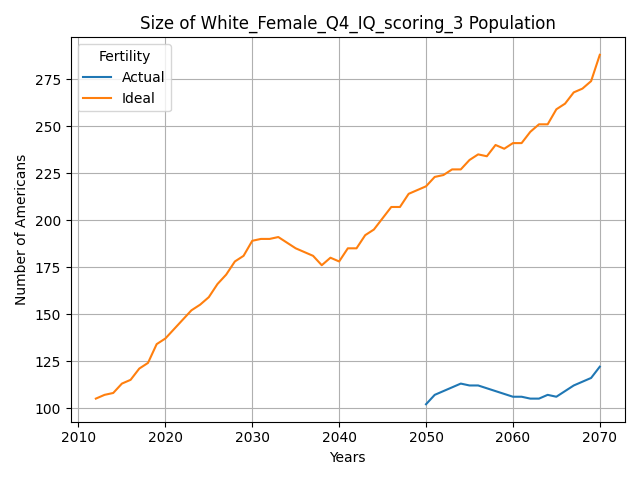 Size of White_Female_Q4_IQ_scoring_3 Population
Fertility
Actual
Ideal
Number of Americans
275
250
225
200
175
150
125
100
2010 2020 2030 2040 2050 2060 2070
Years